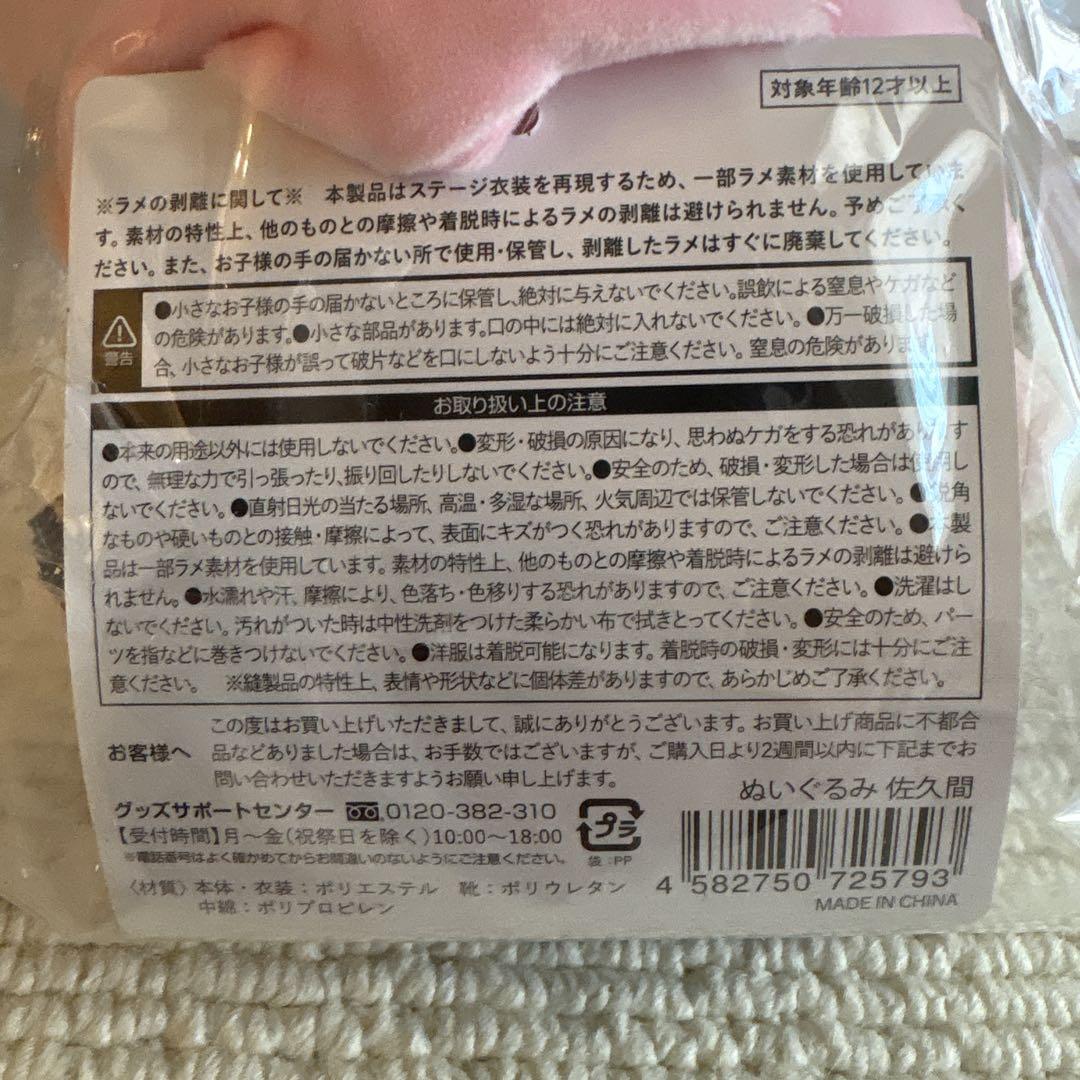 対象年齢12才以上
※ラメの剥離に関して※　本製品はステージ衣装を再現するため、一部ラメ素材を使用していま
す。素材の特性上、他のものとの摩擦や着脱時によるラメの剥離は避けられません。予めご了承く
ださい。また、お子様の手の届かない所で使用・保管し、剥離したラメはすぐに廃棄してください。
警告
●小さなお子様の手の届かないところに保管し、絶対に与えないでください。誤飲による窒息やケガなど
の危険があります。●小さな部品があります。口の中には絶対に入れないでください。●万一破損した場
合、小さなお子様が誤って破片などを口にしないよう十分にご注意ください。窒息の危険があります
お取り扱い上の注意
●本来の用途以外には使用しないでください。●変形・破損の原因になり、思わぬケガをする恐れがあります
ので、無理な力で引っ張ったり、振り回したりしないでください。●安全のため、破損・変形した場合は使用し
ないでください。●直射日光の当たる場所、高温・多湿な場所、火気周辺では保管しないでください。●鋭角
なものや硬いものとの接触・摩擦によって、表面にキズがつく恐れがありますので、ご注意ください。●本製
品は一部ラメ素材を使用しています。素材の特性上、他のものとの摩擦や着脱時によるラメの剥離は避けら
れません。●水濡れや汗、摩擦により、色落ち・色移りする恐れがありますので、ご注意ください。●洗濯はし
ないでください。汚れがついた時は中性洗剤をつけた柔らかい布で拭きとってください。●安全のため、パー
ツを指などに巻きつけないでください。●洋服は着脱可能になります。着脱時の破損・変形には十分にご注
意ください。　※縫製品の特性上、表情や形状などに個体差がありますので、あらかじめご了承ください。
お客様へ
この度はお買い上げいただきまして、誠にありがとうございます。お買い上げ商品に不都合
品などありました場合は、お手数ではございますが、ご購入日より2週間以内に下記までお
問い合わせいただきますようお願い申し上げます。
グッズサポートセンター 0120-382-310
【受付時間】月～金(祝祭日を除く)10:00～18:00
※電話番号はよく確かめてからお間違いのないようにご注意ください。
プラ
袋:PP
ぬいぐるみ 佐久間
4 582750 725793
MADE IN CHINA
〈材質〉本体・衣装:ポリエステル　靴:ポリウレタン
中綿:ポリプロピレン